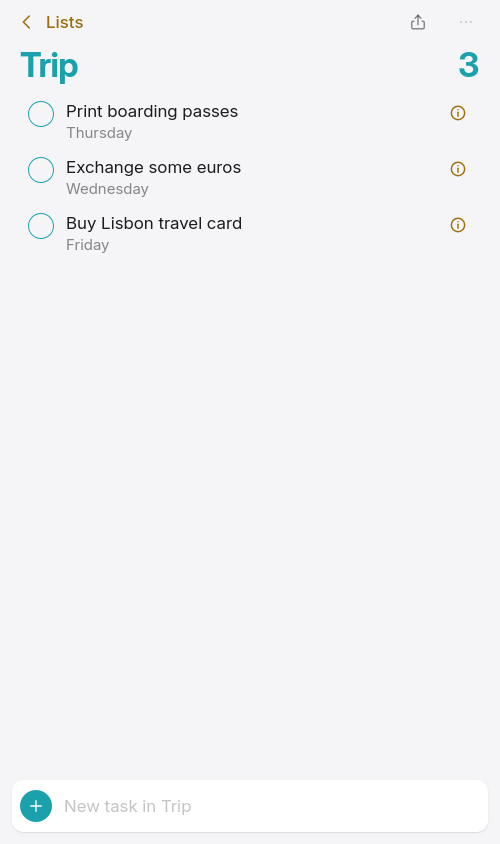 Lists
Trip 3
Print boarding passes
Thursday
Exchange some euros
Wednesday
Buy Lisbon travel card
Friday
New task in Trip